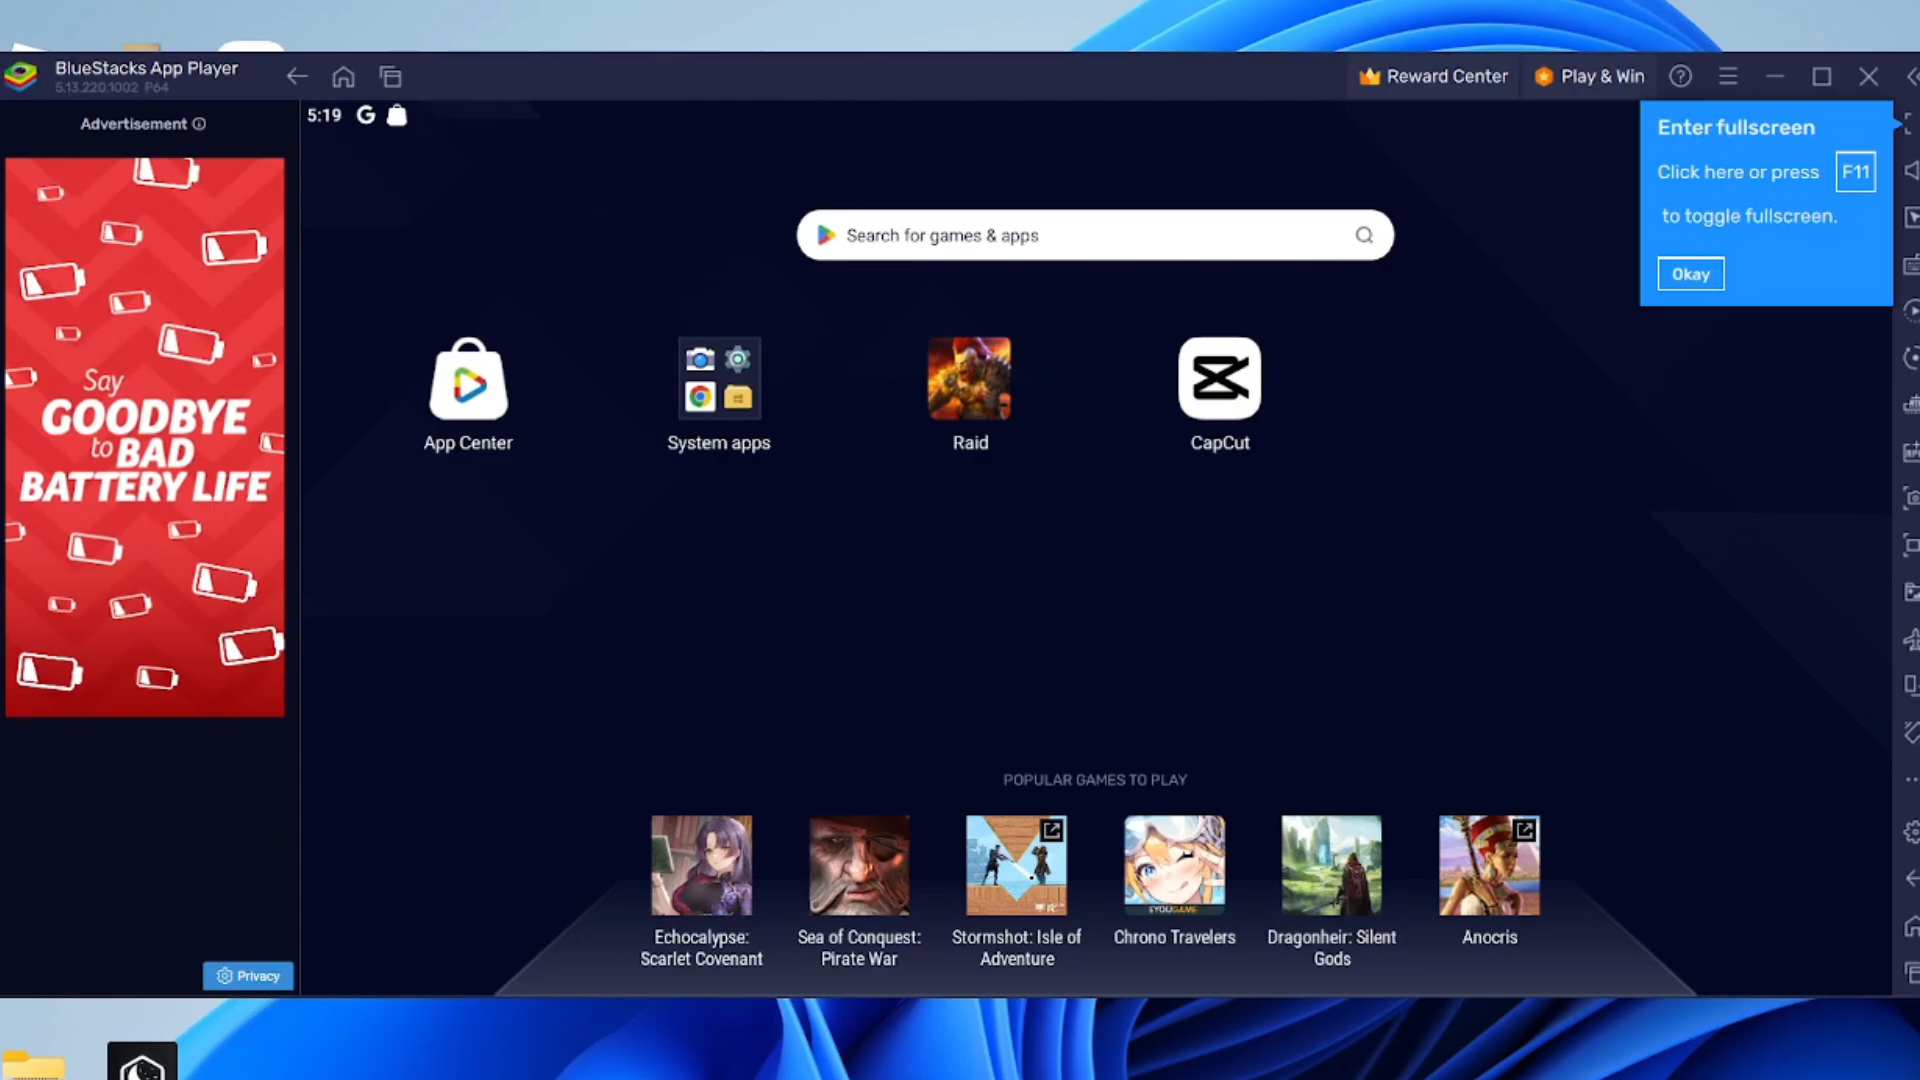 BlueStacks App Player
5.13.220.1002 P64
Reward Center
Play & Win
Advertisement
5:19
Enter fullscreen
Click here or press F11
to toggle fullscreen.
Okay
Search for games & apps
Say
GOODBYE
to BAD
BATTERY LIFE
App Center
System apps
Raid
CapCut
POPULAR GAMES TO PLAY
EYOUGAME
Echocalypse:
Scarlet Covenant
Sea of Conquest:
Pirate War
Stormshot: Isle of
Adventure
Chrono Travelers
Dragonheir: Silent
Gods
Anocris
Privacy